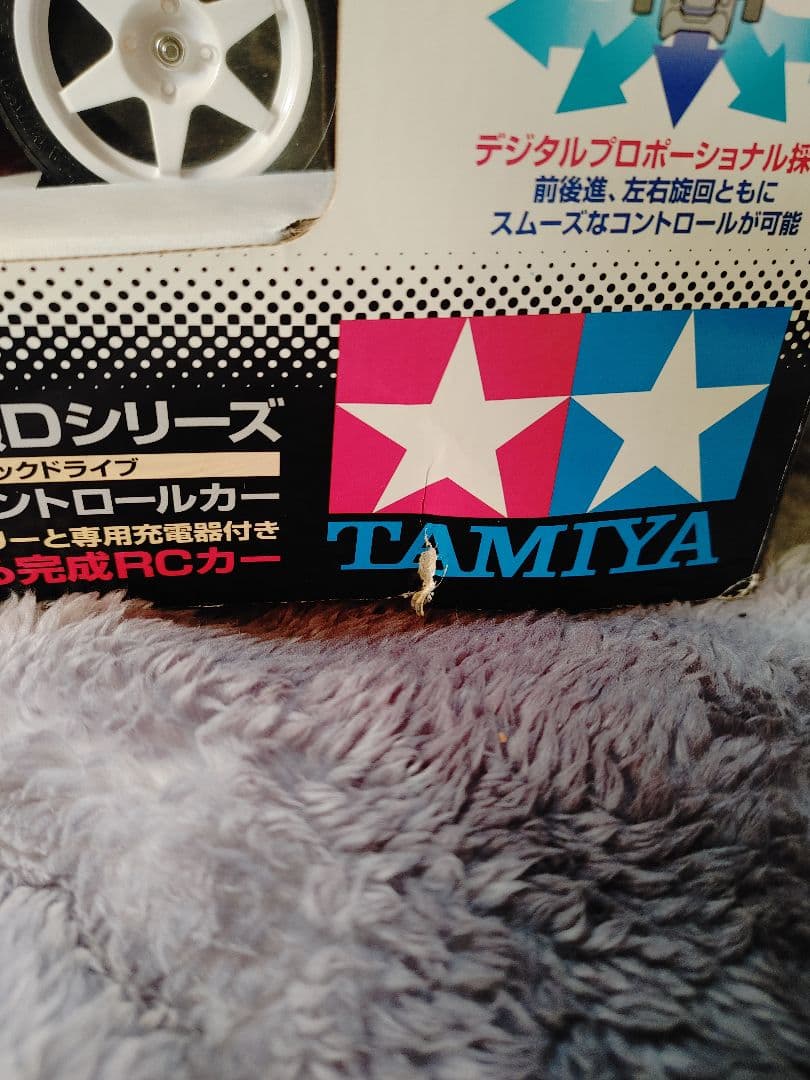 デジタルプロポーショナル採
前後進、左右旋回ともに
スムーズなコントロールが可能
QDシリーズ
ックドライブ
ントロールカー
リーと専用充電器付き
完成RCカー
TAMIYA